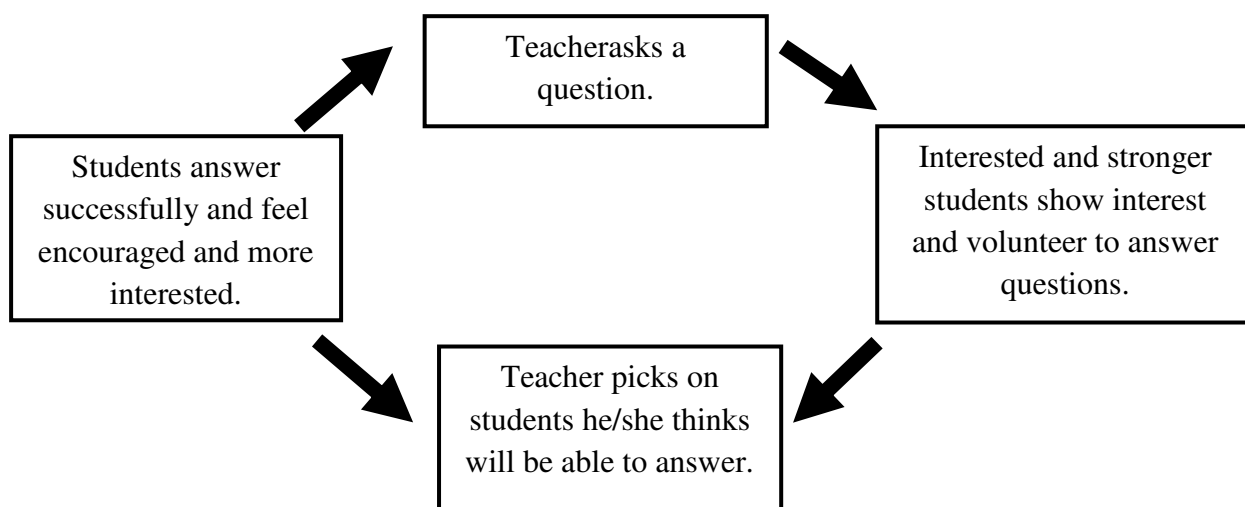 Teacherasks a
question.
Interested and stronger
students show interest
and volunteer to answer
questions.
Teacher picks on
students he/she thinks
will be able to answer.
Students answer
successfully and feel
encouraged and more
interested.